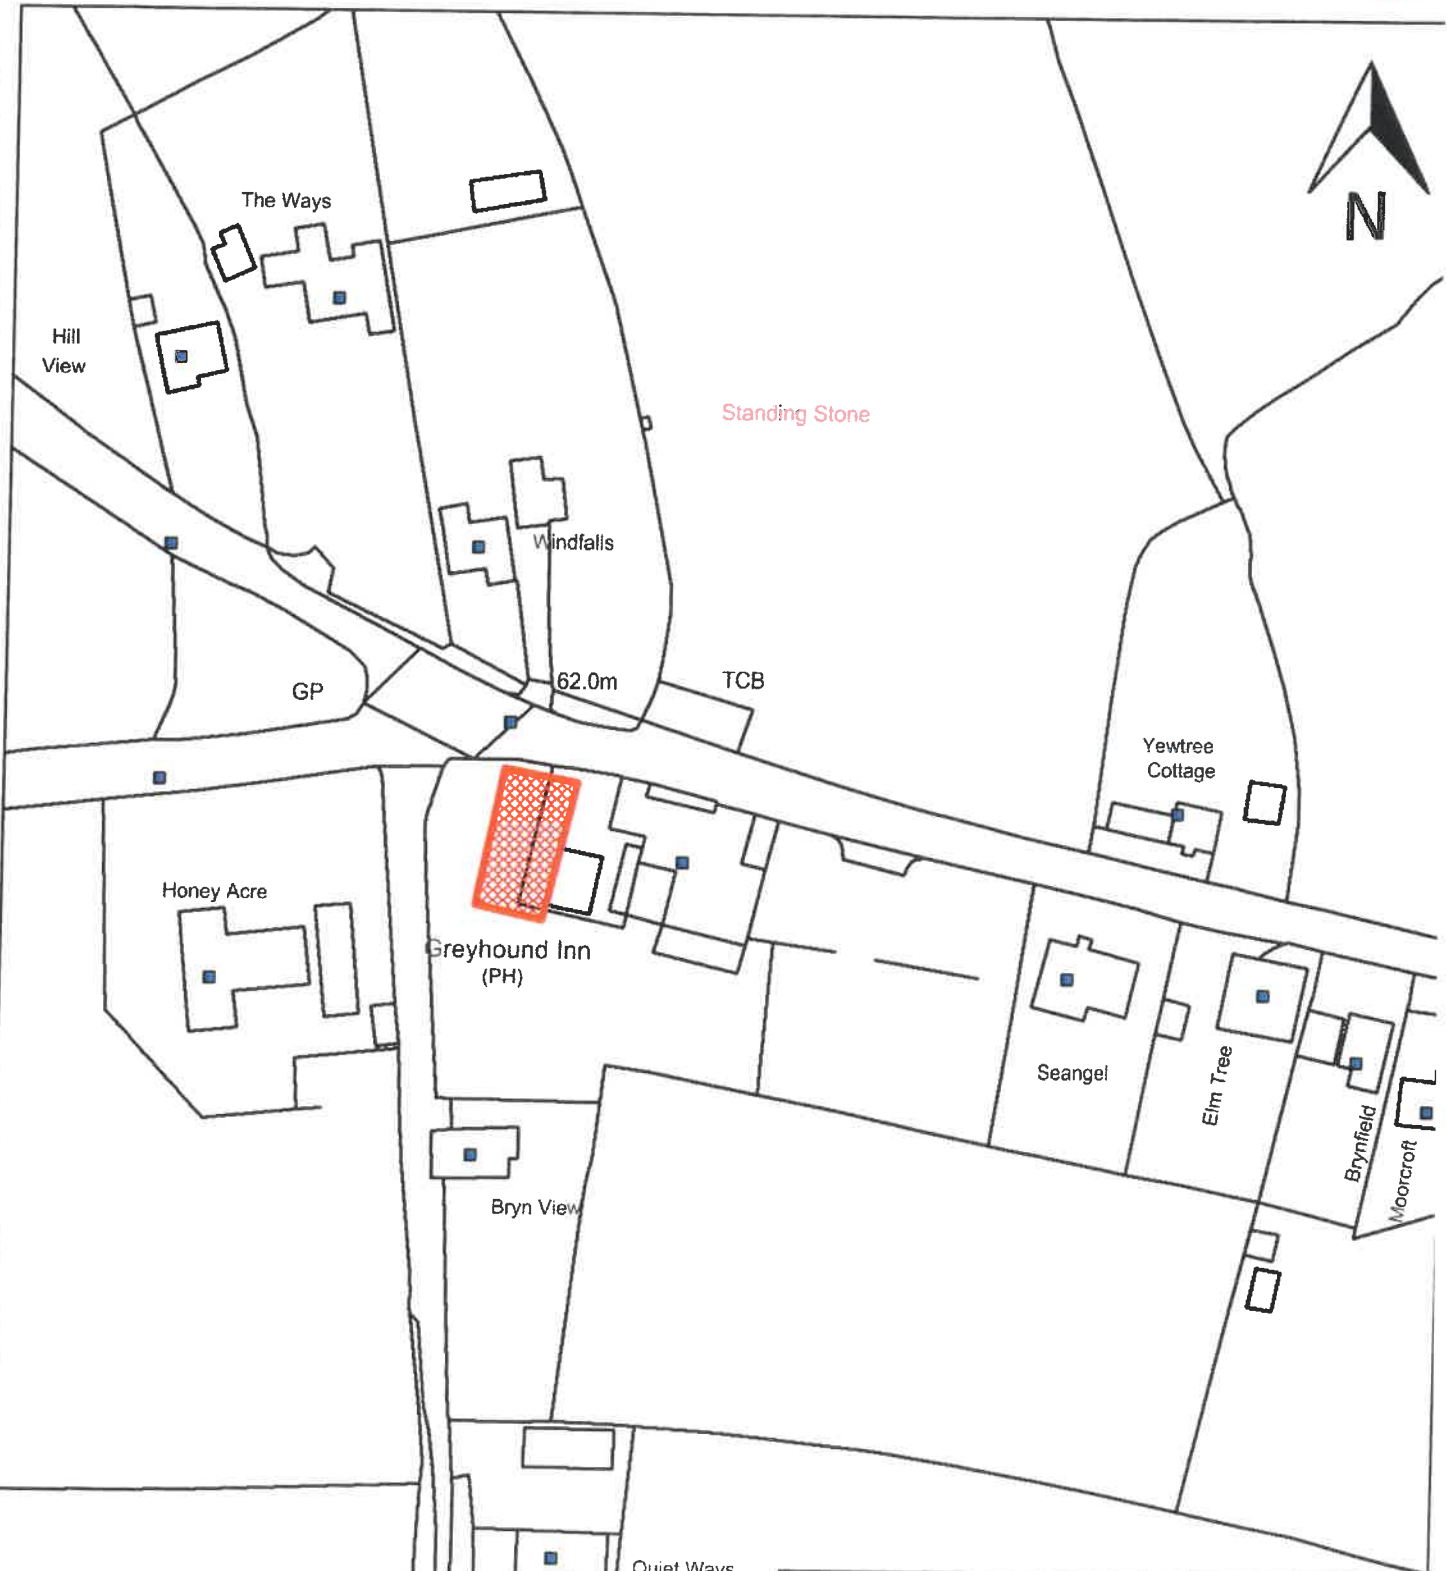 The Ways
N
Hill
View
Standing Stone
Windfalls
62.0m
TCB
GP
Yewtree
Cottage
Honey Acre
Greyhound Inn
(PH)
Seangel
Elm Tree
Brynfield
Moorcroft
Bryn View
Quiet Ways